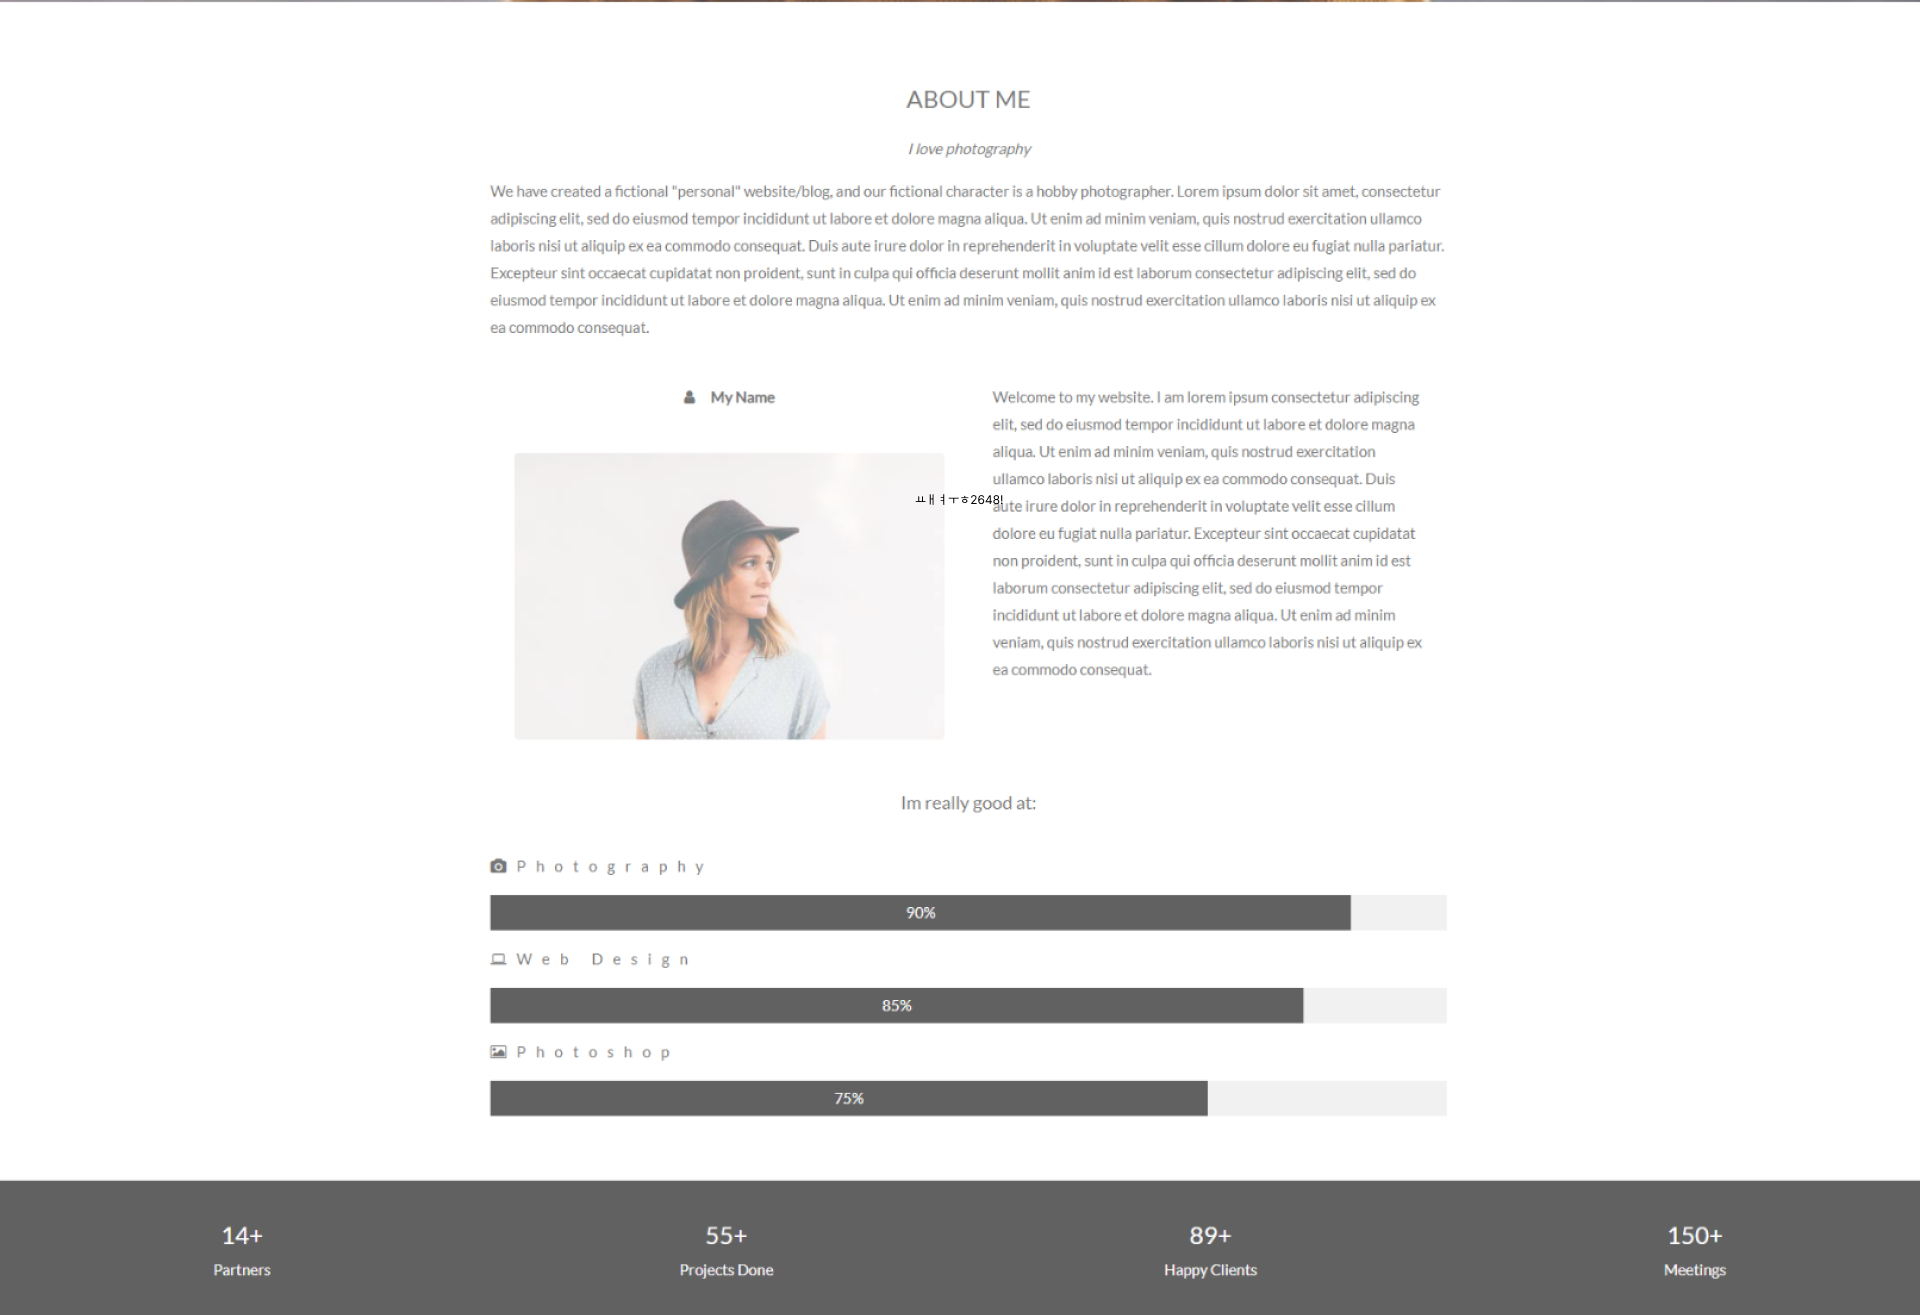 ABOUT ME
I love photography
We have created a fictional "personal" website/blog, and our fictional character is a hobby photographer. Lorem ipsum dolor sit amet, consectetur
adipiscing elit, sed do eiusmod tempor incididunt ut labore et dolore magna aliqua. Ut enim ad minim veniam, quis nostrud exercitation ullamco
laboris nisi ut aliquip ex ea commodo consequat. Duis aute irure dolor in reprehenderit in voluptate velit esse cillum dolore eu fugiat nulla pariatur.
Excepteur sint occaecat cupidatat non proident, sunt in culpa qui officia deserunt mollit anim id est laborum consectetur adipiscing elit, sed do
eiusmod tempor incididunt ut labore et dolore magna aliqua. Ut enim ad minim veniam, quis nostrud exercitation ullamco laboris nisi ut aliquip ex
ea commodo consequat.
My Name
ㅛㅐㅕㅜㅎ2648!
Welcome to my website. I am lorem ipsum consectetur adipiscing
elit, sed do eiusmod tempor incididunt ut labore et dolore magna
aliqua. Ut enim ad minim veniam, quis nostrud exercitation
ullamco laboris nisi ut aliquip ex ea commodo consequat. Duis
aute irure dolor in reprehenderit in voluptate velit esse cillum
dolore eu fugiat nulla pariatur. Excepteur sint occaecat cupidatat
non proident, sunt in culpa qui officia deserunt mollit anim id est
laborum consectetur adipiscing elit, sed do eiusmod tempor
incididunt ut labore et dolore magna aliqua. Ut enim ad minim
veniam, quis nostrud exercitation ullamco laboris nisi ut aliquip ex
ea commodo consequat.
Im really good at:
Photography
90%
Web Design
85%
Photoshop
75%
14+
Partners
55+
Projects Done
89+
Happy Clients
150+
Meetings